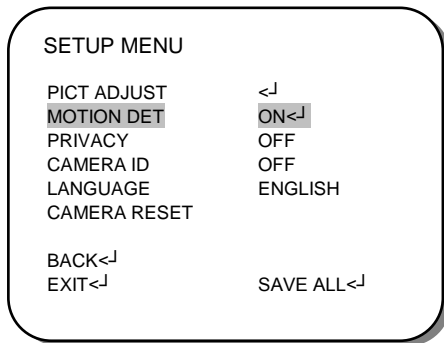 SETUP MENU
PICT ADJUST <┘
MOTION DET ON<┘
PRIVACY OFF
CAMERA ID OFF
LANGUAGE ENGLISH
CAMERA RESET
BACK<┘
EXIT<┘ SAVE ALL<┘